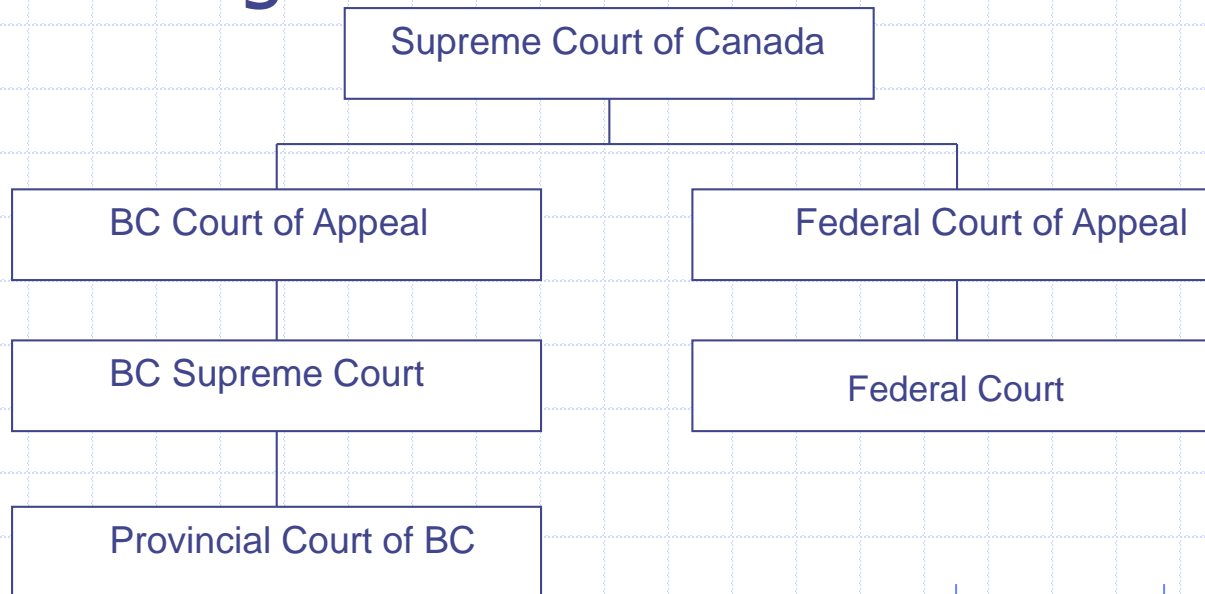 Supreme Court of Canada
BC Court of Appeal
Federal Court of Appeal
BC Supreme Court
Federal Court
Provincial Court of BC